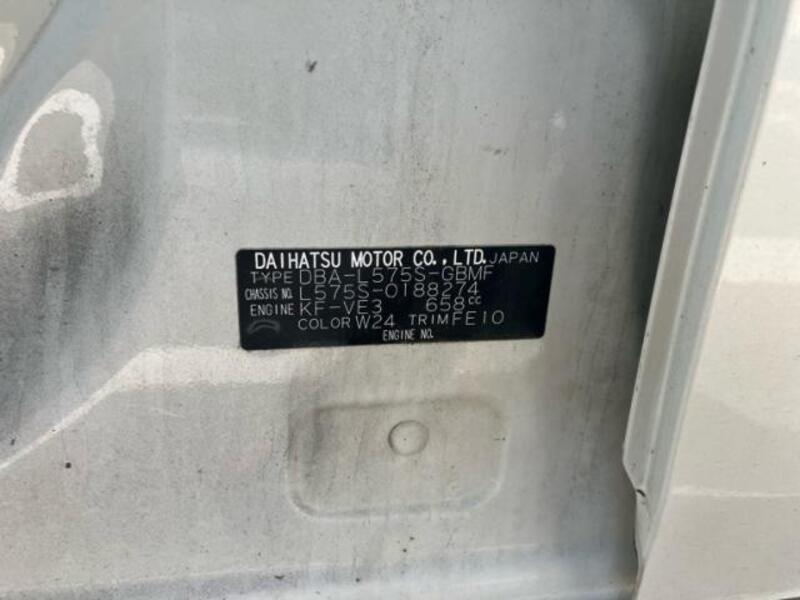 DAIHATSU MOTOR CO., LTD. JAPAN
TYPE DBA-L575S-GBMF
CHASSIS NO. L575S-0188274
ENGINE KF-VE3 658cc
COLOR W24 TRIM FE10
ENGINE NO.